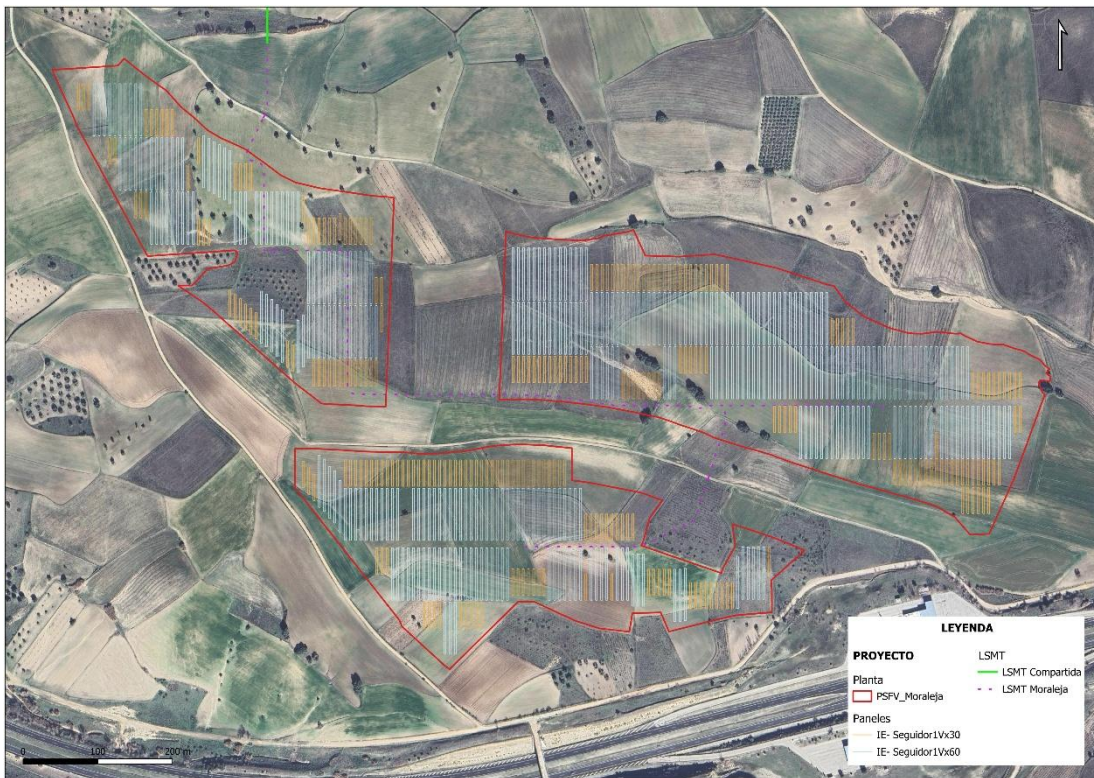 LEYENDA
PROYECTO
Planta
PSFV_Moraleja
Paneles
IE- Seguidor1Vx30
IE- Seguidor1Vx60
LSMT
LSMT Compartida
LSMT Moraleja
0 100 200 m